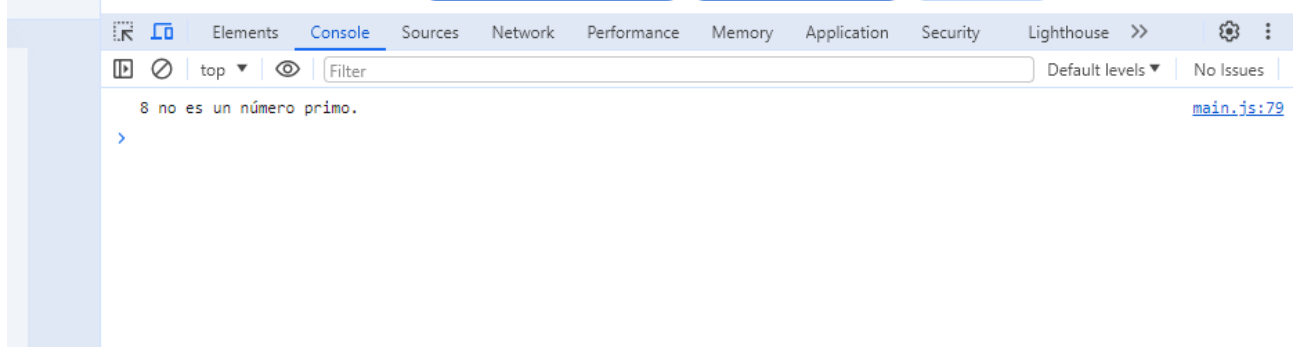 Elements Console Sources Network Performance Memory Application Security Lighthouse
top Filter Default levels No Issues
8 no es un número primo. main.js:79